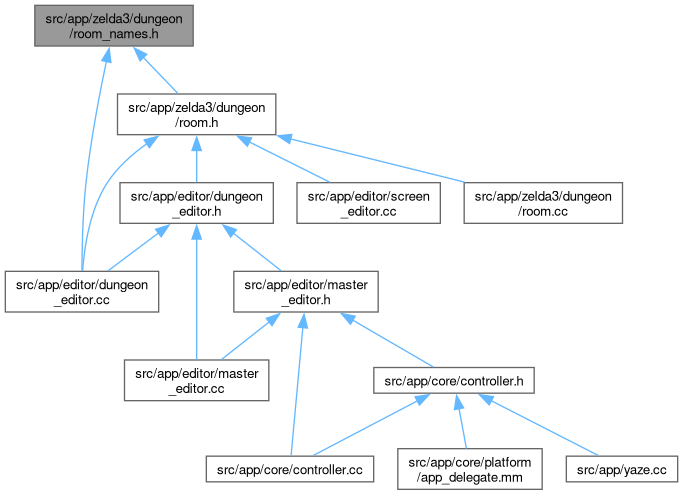 src/app/zelda3/dungeon
/room_names.h
src/app/zelda3/dungeon
/room.h
src/app/editor/dungeon
_editor.h
src/app/editor/screen
_editor.cc
src/app/zelda3/dungeon
/room.cc
src/app/editor/dungeon
_editor.cc
src/app/editor/master
_editor.h
src/app/editor/master
_editor.cc
src/app/core/controller.h
src/app/core/controller.cc
src/app/core/platform
/app_delegate.mm
src/app/yaze.cc